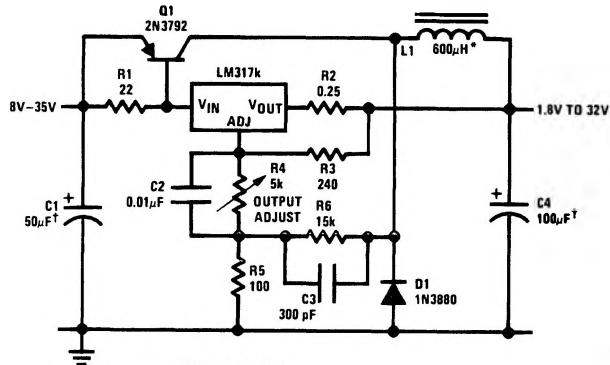 Q1
2N3792
L1
600μH*
R1
22
LM317k
VIN
VOUT
ADJ
R2
0.25
8V–35V
1.8V TO 32V
R3
240
R4
5k
OUTPUT
ADJUST
C2
0.01μF
R6
15k
C1
50μF†
+
C4
100μF†
+
R5
100
C3
300 pF
D1
1N3880